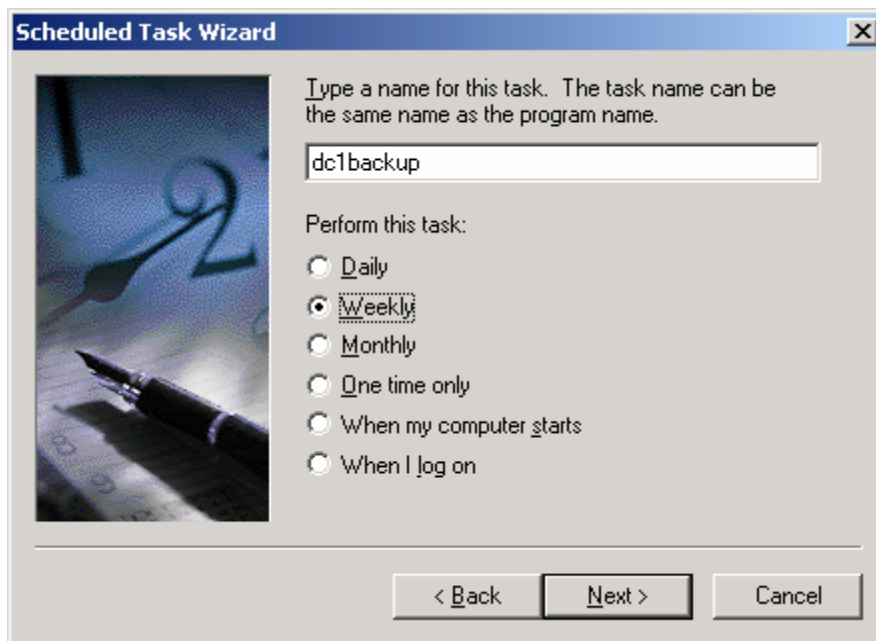 Scheduled Task Wizard
Type a name for this task.  The task name can be
the same name as the program name.
dc1backup
Perform this task:
Daily
Weekly
Monthly
One time only
When my computer starts
When I log on
< Back
Next >
Cancel